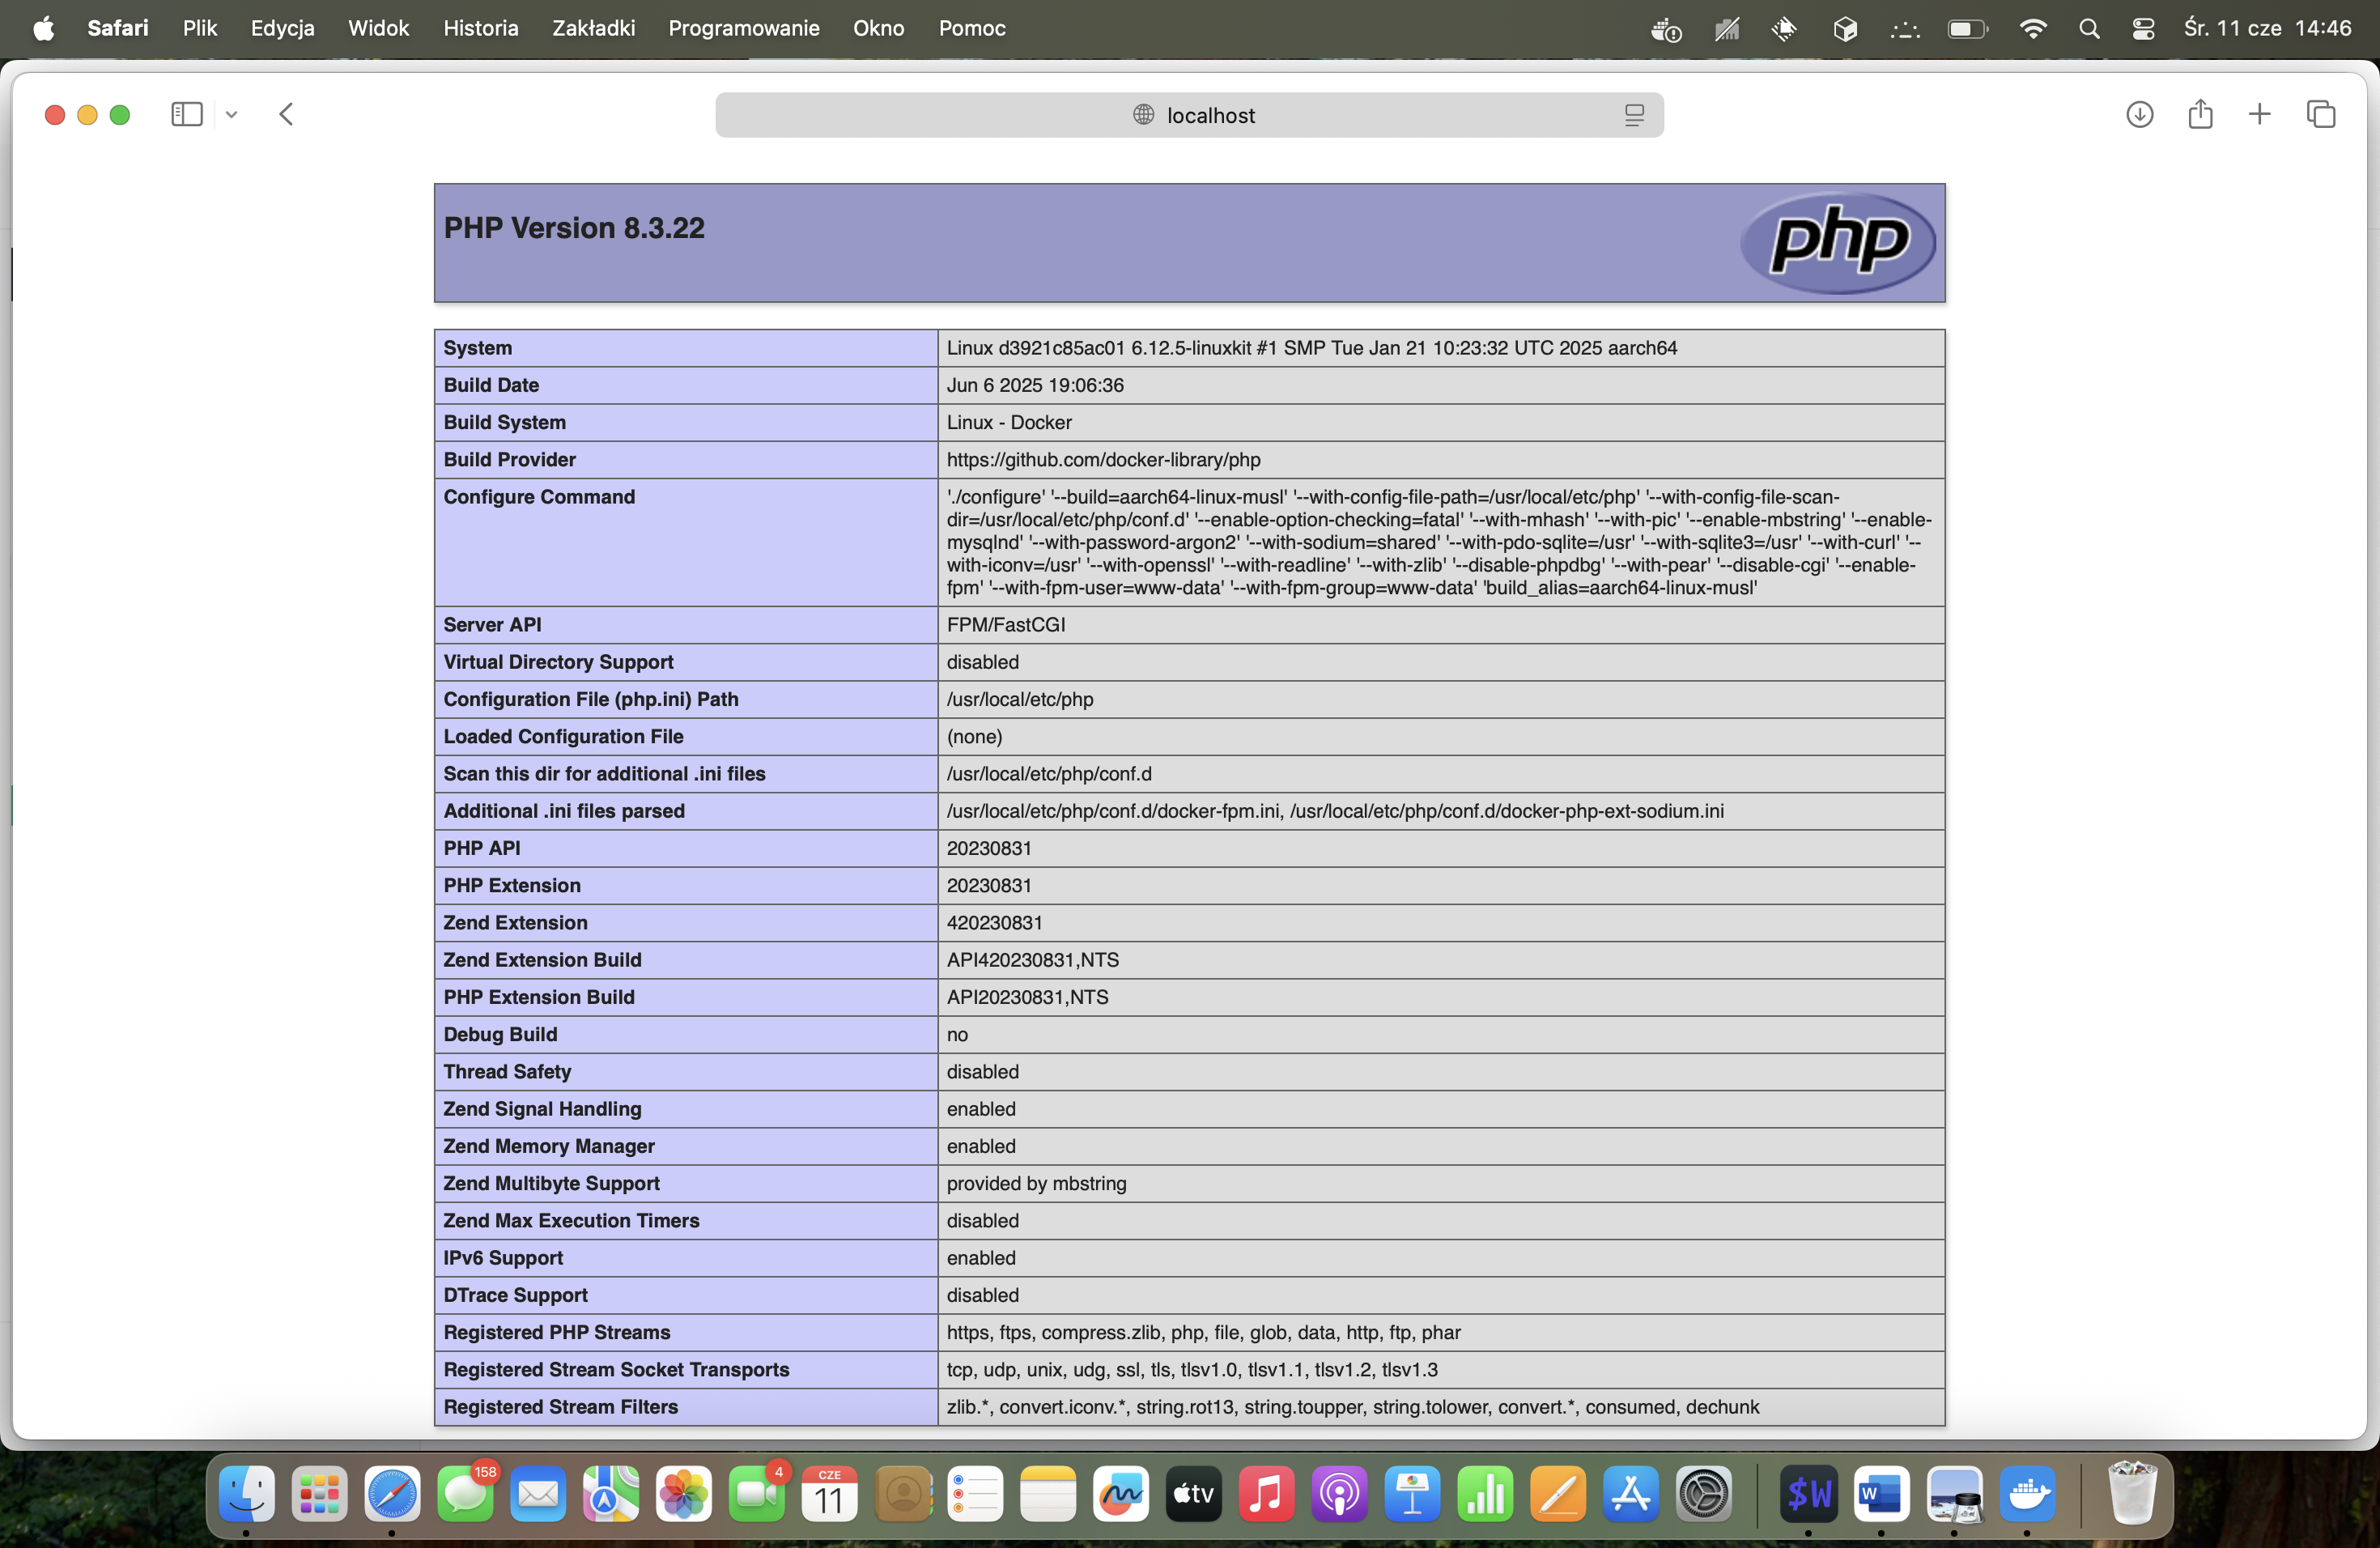 Safari Plik Edycja Widok Historia Zakładki Programowanie Okno Pomoc Śr. 11 cze 14:46
localhost
PHP Version 8.3.22
php
System Linux d3921c85ac01 6.12.5-linuxkit #1 SMP Tue Jan 21 10:23:32 UTC 2025 aarch64
Build Date Jun 6 2025 19:06:36
Build System Linux - Docker
Build Provider https://github.com/docker-library/php
Configure Command './configure' '--build=aarch64-linux-musl' '--with-config-file-path=/usr/local/etc/php' '--with-config-file-scan-
dir=/usr/local/etc/php/conf.d' '--enable-option-checking=fatal' '--with-mhash' '--with-pic' '--enable-mbstring' '--enable-
mysqlnd' '--with-password-argon2' '--with-sodium=shared' '--with-pdo-sqlite=/usr' '--with-sqlite3=/usr' '--with-curl' '--
with-iconv=/usr' '--with-openssl' '--with-readline' '--with-zlib' '--disable-phpdbg' '--with-pear' '--disable-cgi' '--enable-
fpm' '--with-fpm-user=www-data' '--with-fpm-group=www-data' 'build_alias=aarch64-linux-musl'
Server API FPM/FastCGI
Virtual Directory Support disabled
Configuration File (php.ini) Path /usr/local/etc/php
Loaded Configuration File (none)
Scan this dir for additional .ini files /usr/local/etc/php/conf.d
Additional .ini files parsed /usr/local/etc/php/conf.d/docker-fpm.ini, /usr/local/etc/php/conf.d/docker-php-ext-sodium.ini
PHP API 20230831
PHP Extension 20230831
Zend Extension 420230831
Zend Extension Build API420230831,NTS
PHP Extension Build API20230831,NTS
Debug Build no
Thread Safety disabled
Zend Signal Handling enabled
Zend Memory Manager enabled
Zend Multibyte Support provided by mbstring
Zend Max Execution Timers disabled
IPv6 Support enabled
DTrace Support disabled
Registered PHP Streams https, ftps, compress.zlib, php, file, glob, data, http, ftp, phar
Registered Stream Socket Transports tcp, udp, unix, udg, ssl, tls, tlsv1.0, tlsv1.1, tlsv1.2, tlsv1.3
Registered Stream Filters zlib.*, convert.iconv.*, string.rot13, string.toupper, string.tolower, convert.*, consumed, dechunk
158 4 CZE 11 tv $W W